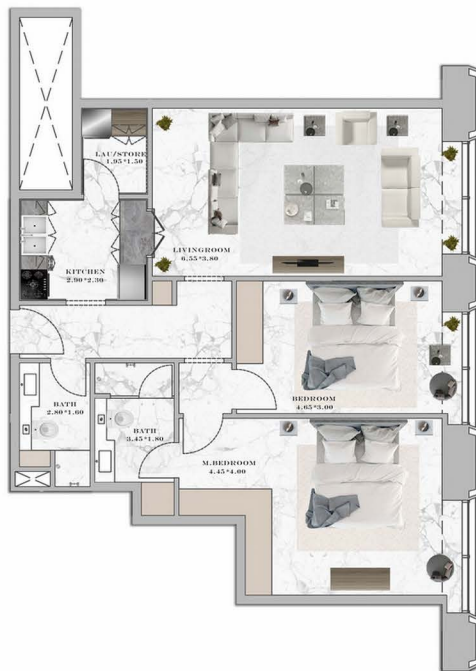 LAU/STORE
1.95*1.50
LIVINGROOM
6.55*3.80
KITCHEN
2.90*2.30
BATH
2.80*1.60
BEDROOM
4.65*3.00
BATH
3.45*1.80
M.BEDROOM
4.45*4.00